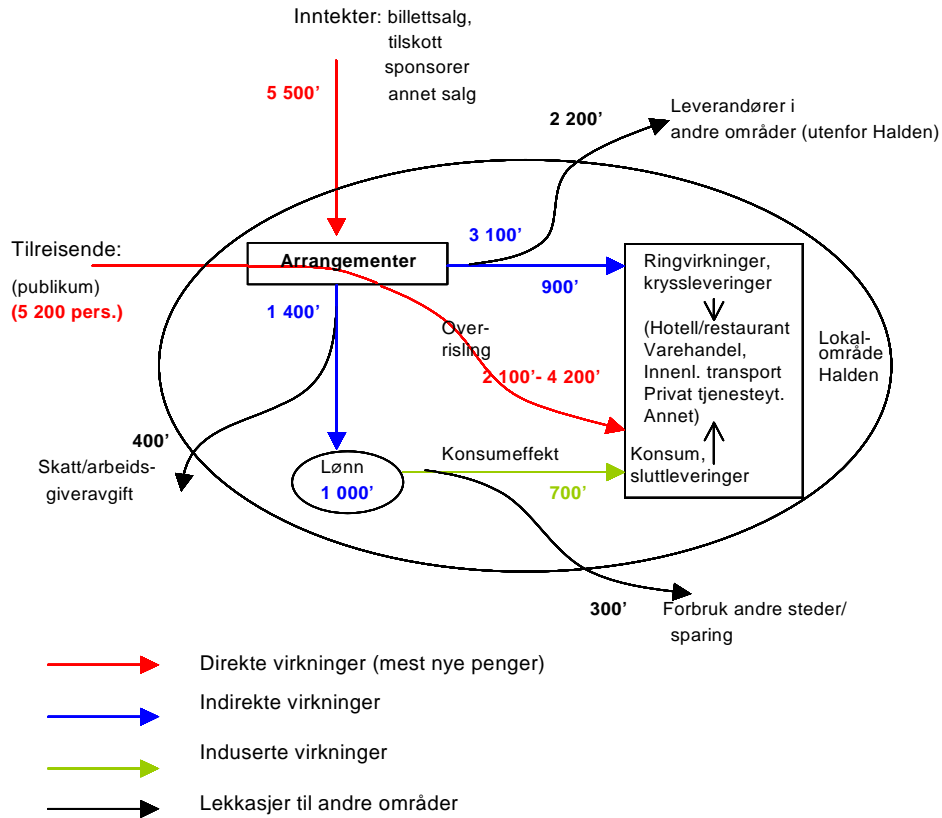 Inntekter: billettsalg,
tilskott
sponsorer
annet salg
5 500’
2 200’
Leverandører i
andre områder (utenfor Halden)
Tilreisende:
(publikum)
(5 200 pers.)
Arrangementer
3 100’
900’
1 400’
Ringvirkninger,
kryssleveringer
(Hotell/restaurant
Varehandel,
Innenl. transport
Privat tjenesteyt.
Annet)
Konsum,
sluttleveringer
Lokal-
område
Halden
Over-
risling
2 100’- 4 200’
400’
Skatt/arbeids-
giveravgift
Lønn
1 000’
Konsumeffekt
700’
300’
Forbruk andre steder/
sparing
Direkte virkninger (mest nye penger)
Indirekte virkninger
Induserte virkninger
Lekkasjer til andre områder